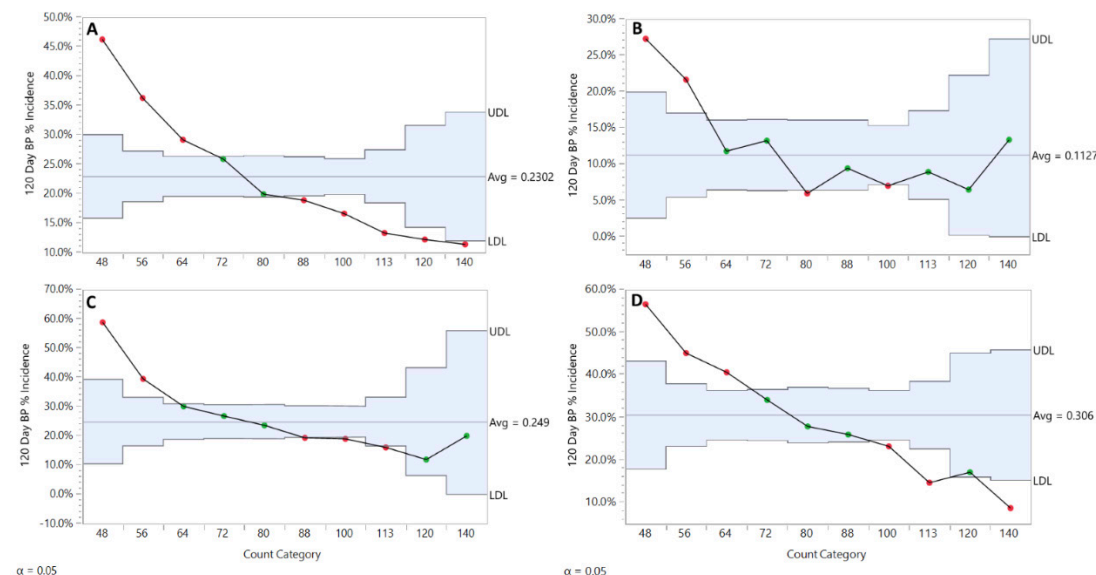 A
120 Day BP % Incidence
50.0%
45.0%
40.0%
35.0%
30.0%
25.0%
20.0%
15.0%
10.0%
UDL
Avg = 0.2302
LDL
48 56 64 72 80 88 100 113 120 140
B
120 Day BP % Incidence
30.0%
25.0%
20.0%
15.0%
10.0%
5.0%
0.0%
UDL
Avg = 0.1127
LDL
48 56 64 72 80 88 100 113 120 140
C
120 Day BP % Incidence
70.0%
60.0%
50.0%
40.0%
30.0%
20.0%
10.0%
0.0%
-10.0%
UDL
Avg = 0.249
LDL
48 56 64 72 80 88 100 113 120 140
Count Category
α = 0.05
D
120 Day BP % Incidence
60.0%
50.0%
40.0%
30.0%
20.0%
10.0%
UDL
Avg = 0.306
LDL
48 56 64 72 80 88 100 113 120 140
Count Category
α = 0.05